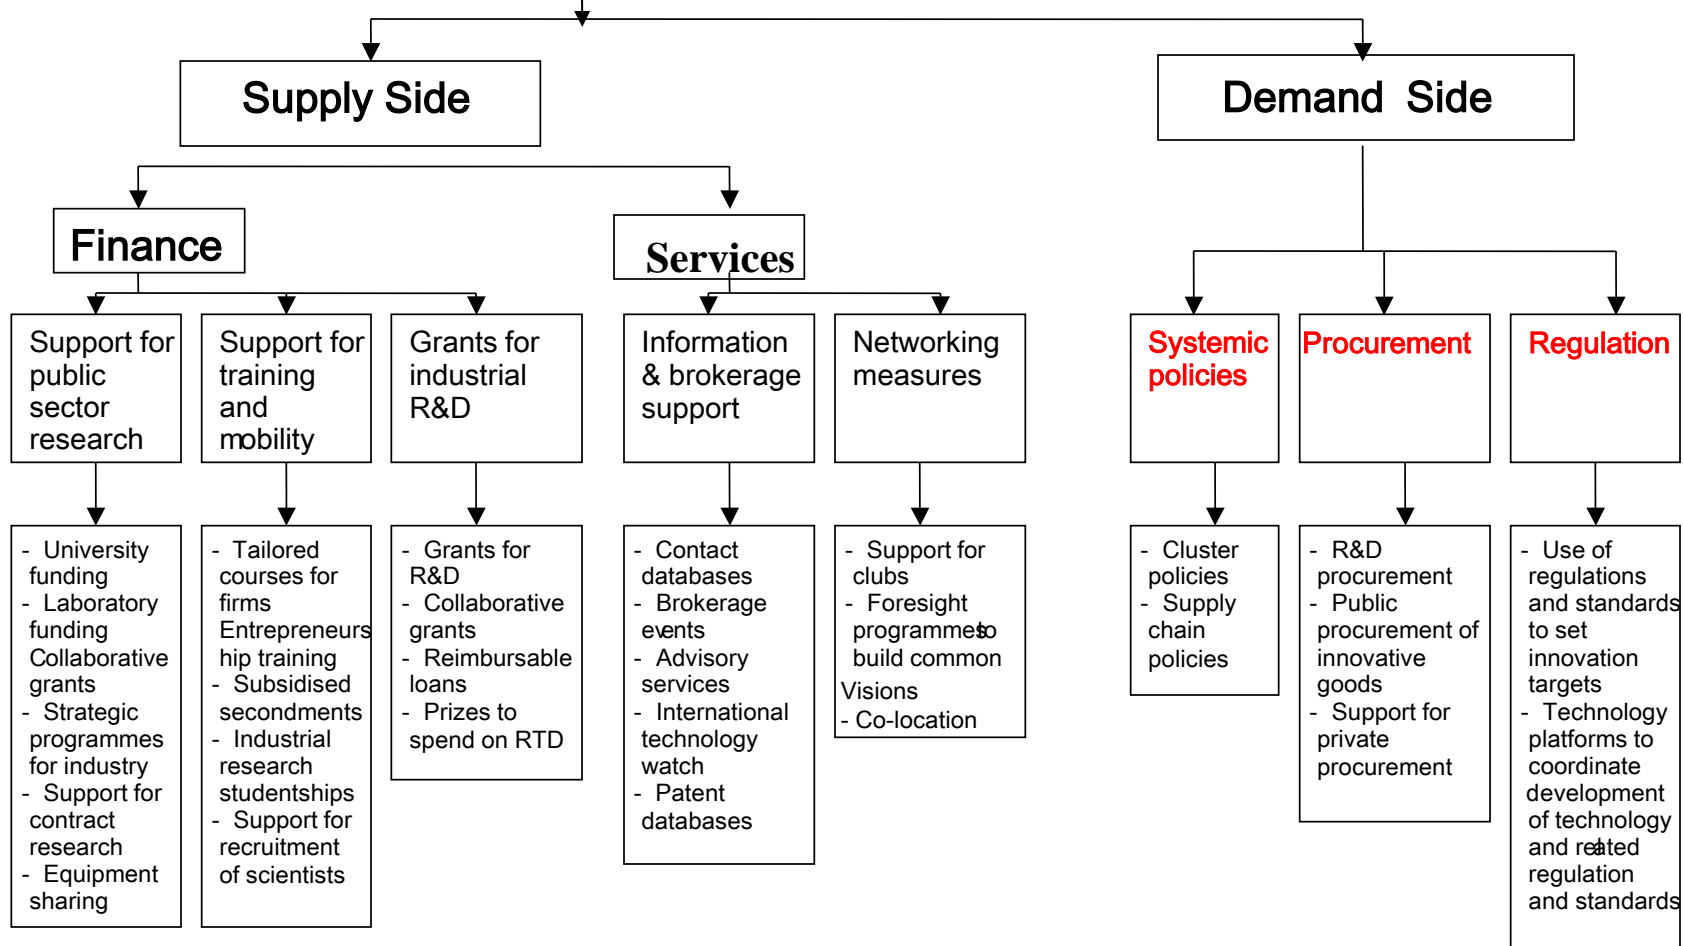 Supply Side
Demand  Side
Finance
Services
Support for
public
sector
research
Support for
training
and
mobility
Grants for
industrial
R&D
Information
& brokerage
support
Networking
measures
Systemic
policies
Procurement
Regulation
- University
funding
- Laboratory
funding
Collaborative
grants
- Strategic
programmes
for industry
- Support for
contract
research
- Equipment
sharing
- Tailored
courses for
firms
Entrepreneurs
hip training
- Subsidised
secondments
- Industrial
research
studentships
- Support for
recruitment
of scientists
- Grants for
R&D
- Collaborative
grants
- Reimbursable
loans
- Prizes to
spend on RTD
- Contact
databases
- Brokerage
events
- Advisory
services
- International
technology
watch
- Patent
databases
- Support for
clubs
- Foresight
programmes to
build common
Visions
- Co-location
- Cluster
policies
- Supply
chain
policies
- R&D
procurement
- Public
procurement of
innovative
goods
- Support for
private
procurement
- Use of
regulations
and standards
to set
innovation
targets
- Technology
platforms to
coordinate
development
of technology
and related
regulation
and standards